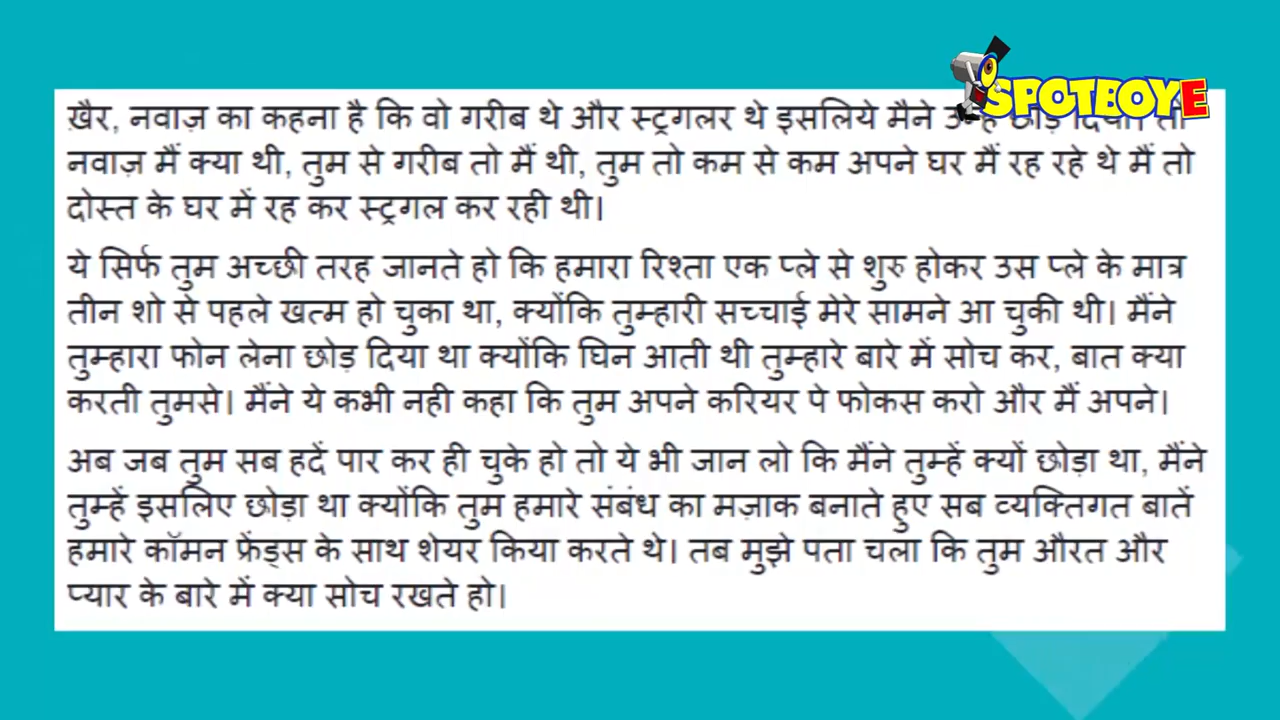 SPOTBOYE
ख़ैर, नवाज़ का कहना है कि वो गरीब थे और स्ट्रगलर थे इसलिये मैने उन्हें छोड़ दिया। तो
नवाज़ मैं क्या थी, तुम से गरीब तो मैं थी, तुम तो कम से कम अपने घर मैं रह रहे थे मैं तो
दोस्त के घर में रह कर स्ट्रगल कर रही थी।
ये सिर्फ तुम अच्छी तरह जानते हो कि हमारा रिश्ता एक प्ले से शुरु होकर उस प्ले के मात्र
तीन शो से पहले खत्म हो चुका था, क्योंकि तुम्हारी सच्चाई मेरे सामने आ चुकी थी। मैंने
तुम्हारा फोन लेना छोड़ दिया था क्योंकि घिन आती थी तुम्हारे बारे में सोच कर, बात क्या
करती तुमसे। मैंने ये कभी नही कहा कि तुम अपने करियर पे फोकस करो और मैं अपने।
अब जब तुम सब हदें पार कर ही चुके हो तो ये भी जान लो कि मैंने तुम्हें क्यों छोड़ा था, मैंने
तुम्हें इसलिए छोड़ा था क्योंकि तुम हमारे संबंध का मज़ाक बनाते हुए सब व्यक्तिगत बातें
हमारे कॉमन फ्रेंड्स के साथ शेयर किया करते थे। तब मुझे पता चला कि तुम औरत और
प्यार के बारे में क्या सोच रखते हो।